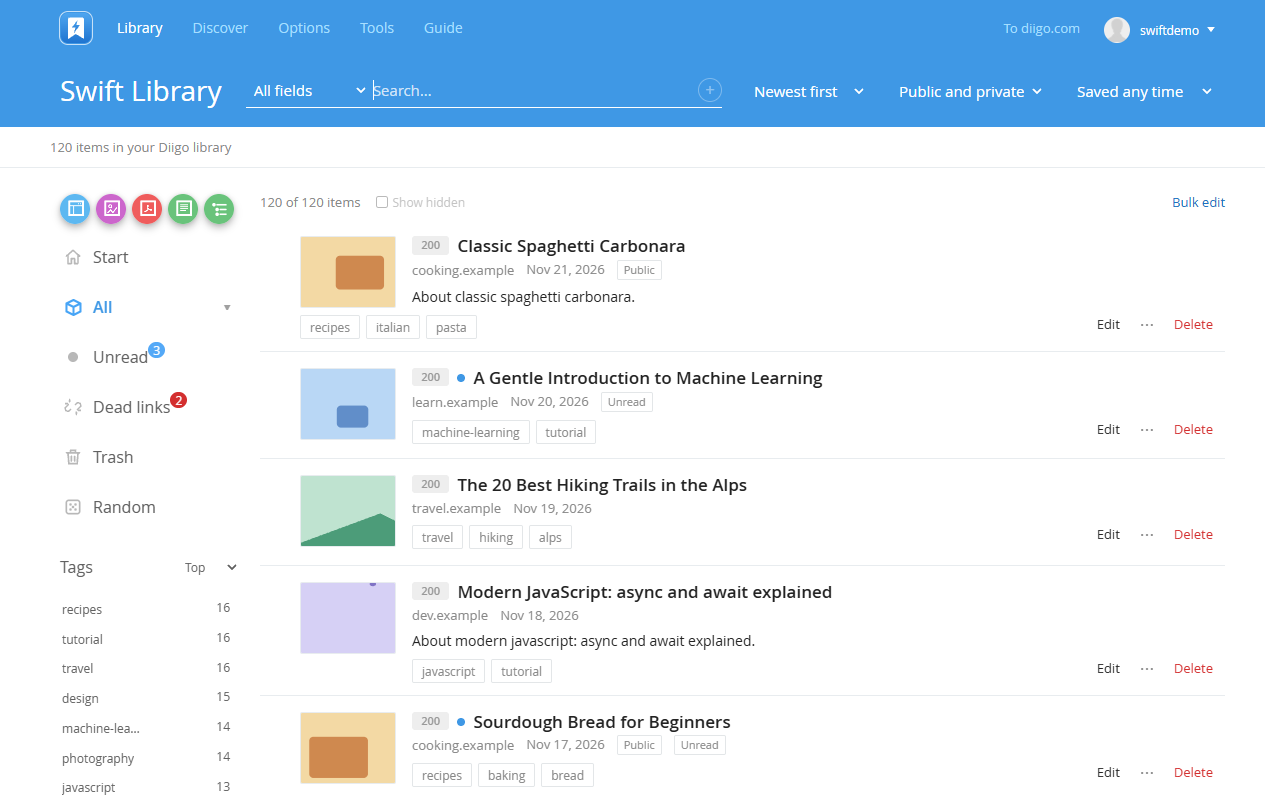 Library Discover Options Tools Guide To diigo.com swiftdemo
Swift Library All fields Search... + Newest first Public and private Saved any time
120 items in your Diigo library
120 of 120 items Show hidden Bulk edit
Start
All
Unread 3
Dead links 2
Trash
Random
Tags Top
recipes 16
tutorial 16
travel 16
design 15
machine-lea... 14
photography 14
javascript 13
200 Classic Spaghetti Carbonara
cooking.example Nov 21, 2026 Public
About classic spaghetti carbonara.
recipes italian pasta
Edit ··· Delete
200 A Gentle Introduction to Machine Learning
learn.example Nov 20, 2026 Unread
machine-learning tutorial
Edit ··· Delete
200 The 20 Best Hiking Trails in the Alps
travel.example Nov 19, 2026
travel hiking alps
Edit ··· Delete
200 Modern JavaScript: async and await explained
dev.example Nov 18, 2026
About modern javascript: async and await explained.
javascript tutorial
Edit ··· Delete
200 Sourdough Bread for Beginners
cooking.example Nov 17, 2026 Public Unread
recipes baking bread
Edit ··· Delete